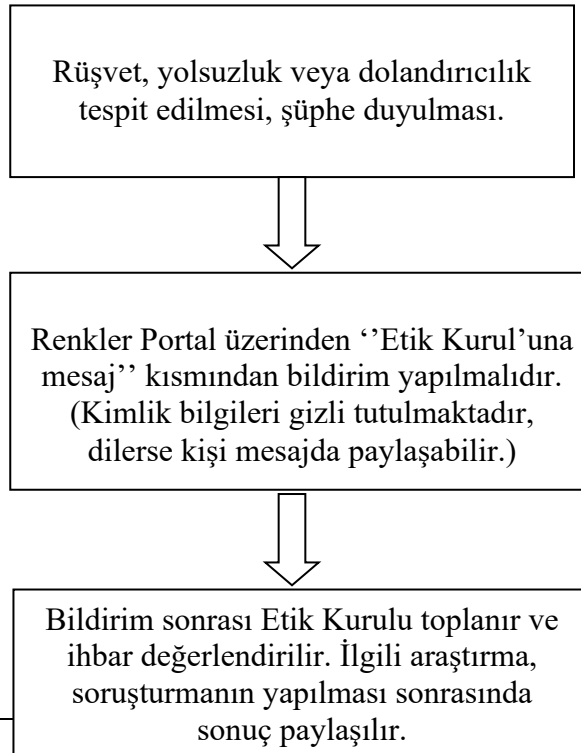 Rüşvet, yolsuzluk veya dolandırıcılık
tespit edilmesi, şüphe duyulması.
Renkler Portal üzerinden ‘’Etik Kurul’una
mesaj’’ kısmından bildirim yapılmalıdır.
(Kimlik bilgileri gizli tutulmaktadır,
dilerse kişi mesajda paylaşabilir.)
Bildirim sonrası Etik Kurulu toplanır ve
ihbar değerlendirilir. İlgili araştırma,
soruşturmanın yapılması sonrasında
sonuç paylaşılır.